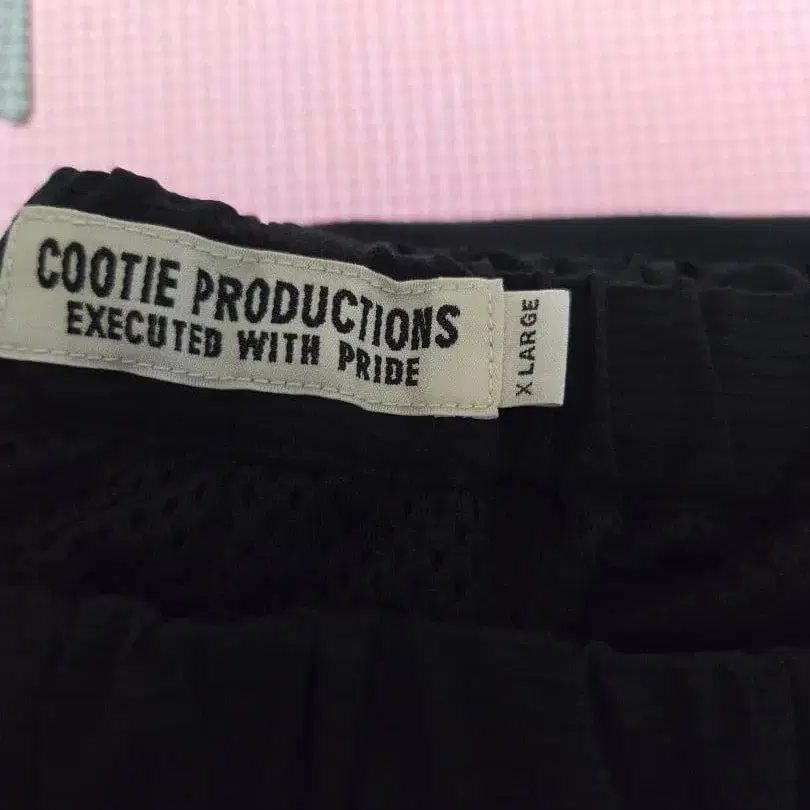 COOTIE PRODUCTIONS
EXECUTED WITH PRIDE
X LARGE